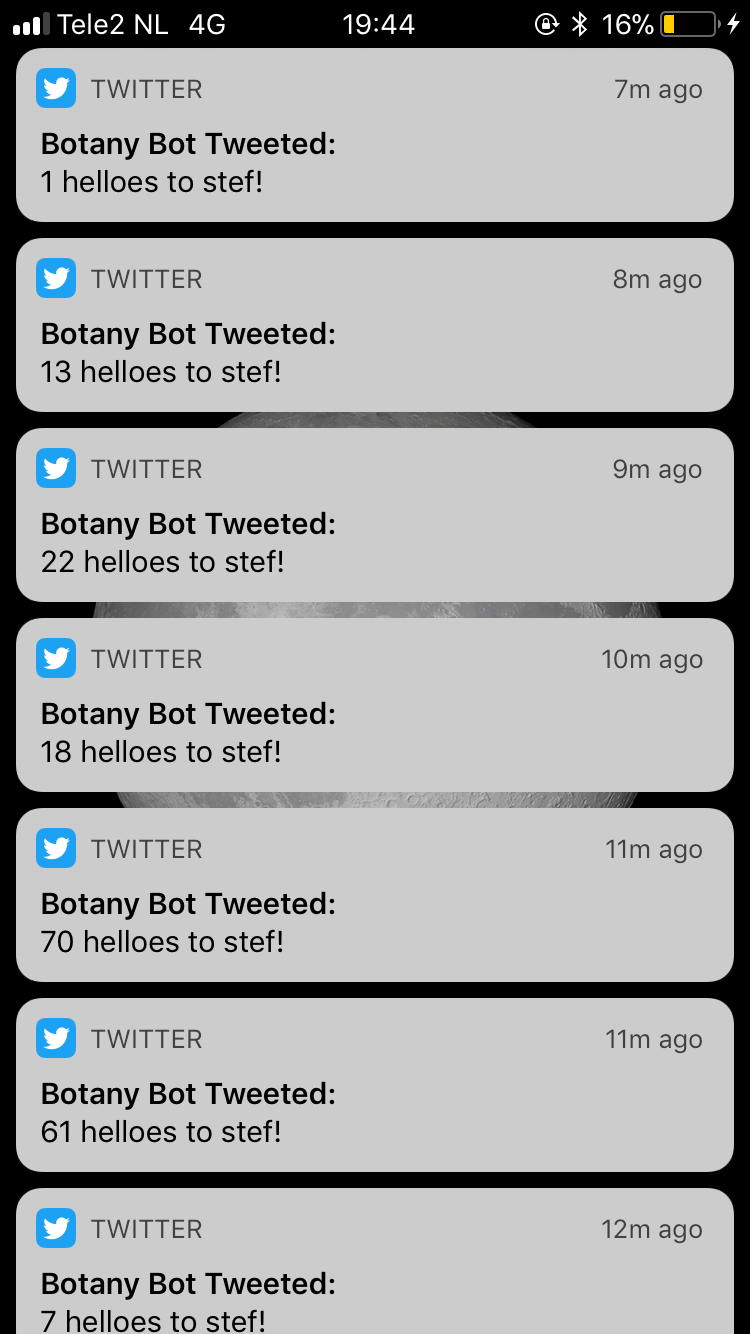 Tele2 NL 4G 19:44 16%
TWITTER 7m ago
Botany Bot Tweeted:
1 helloes to stef!
TWITTER 8m ago
Botany Bot Tweeted:
13 helloes to stef!
TWITTER 9m ago
Botany Bot Tweeted:
22 helloes to stef!
TWITTER 10m ago
Botany Bot Tweeted:
18 helloes to stef!
TWITTER 11m ago
Botany Bot Tweeted:
70 helloes to stef!
TWITTER 11m ago
Botany Bot Tweeted:
61 helloes to stef!
TWITTER 12m ago
Botany Bot Tweeted:
7 helloes to stef!